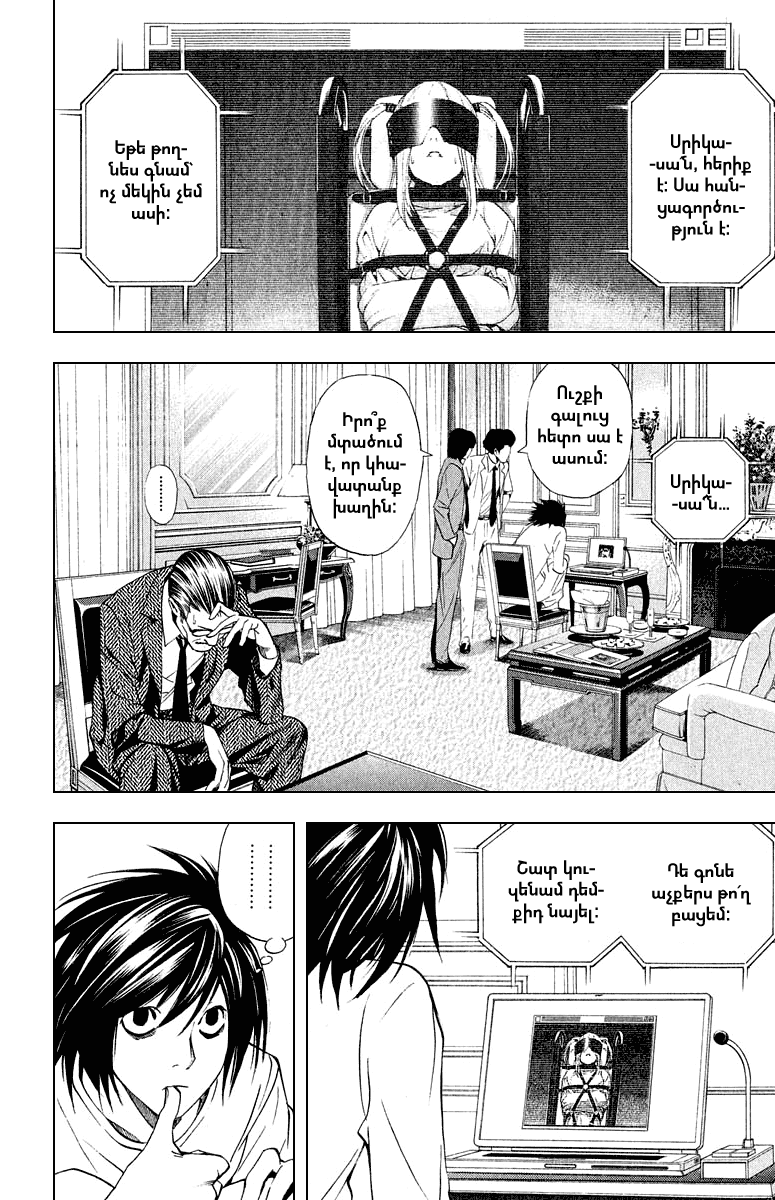 Սրիկա-
-սա՛ն, հերիք
է: Սա հան-
ցագործու-
թյուն է:
Եթե թող-
նես գնամ՝
ոչ մեկին չեմ
ասի:
Սրիկա-
-սա՞ն...
Ուշքի
գալուց
հետո սա է
ասում:
Իրո՞ք
մտածում
է, որ կհա-
վատանք
խաղին:
Դե գոնե
աչքերս թո՛ղ
բացեմ:
Շատ կու-
զենամ դեմ-
քիդ նայել: